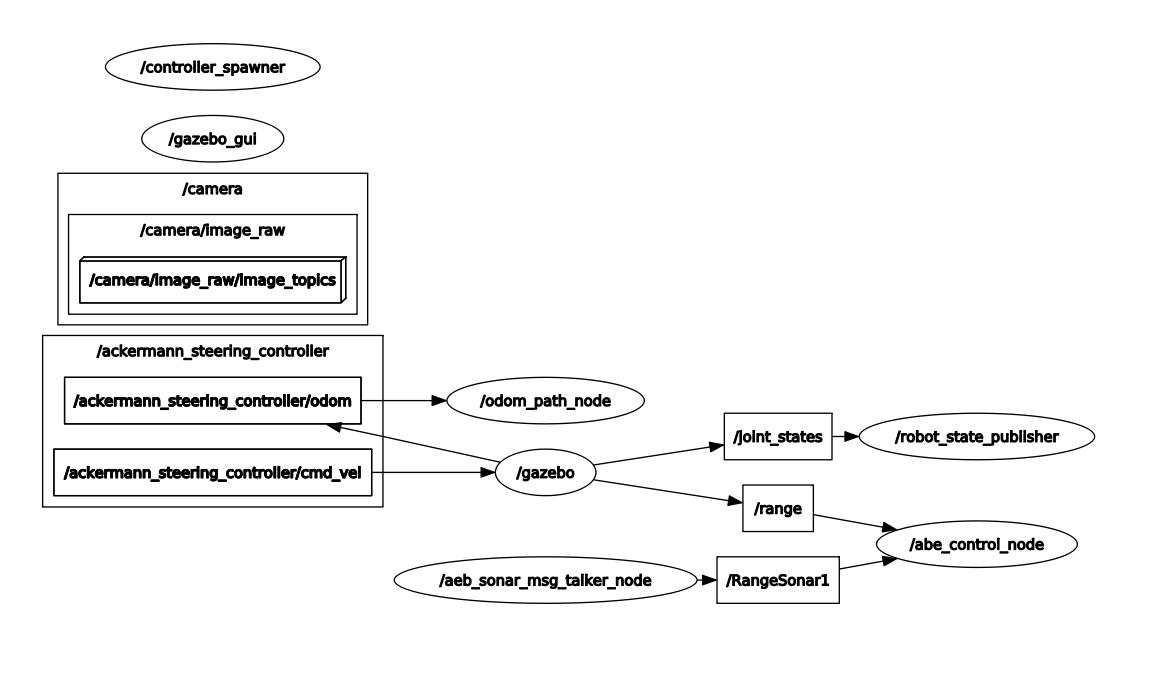 /controller_spawner
/gazebo_gui
/camera
/camera/image_raw
/camera/image_raw/image_topics
/ackermann_steering_controller
/ackermann_steering_controller/odom
/odom_path_node
/joint_states
/robot_state_publisher
/ackermann_steering_controller/cmd_vel
/gazebo
/range
/abe_control_node
/aeb_sonar_msg_talker_node
/RangeSonar1